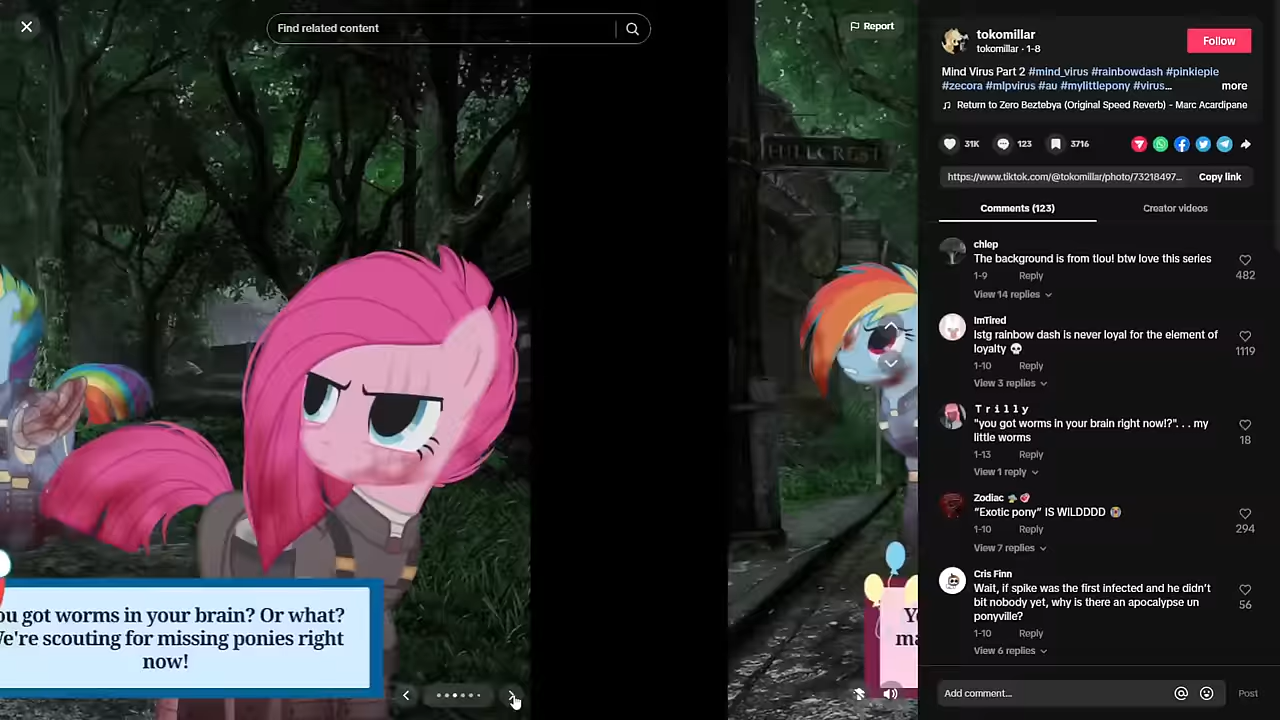 Find related content
Report
HILLCREST
ou got worms in your brain? Or what?
e're scouting for missing ponies right
now!
Y
ma
tokomillar
tokomillar · 1-8
Follow
Mind Virus Part 2 #mind_virus #rainbowdash #pinkiepie
#zecora #mlpvirus #au #mylittlepony #virus...
more
Return to Zero Beztebya (Original Speed Reverb) - Marc Acardipane
31K
123
3716
https://www.tiktok.com/@tokomillar/photo/73218497...
Copy link
Comments (123)
Creator videos
chlep
The background is from tlou! btw love this series
1-9
Reply
482
View 14 replies
ImTired
Istg rainbow dash is never loyal for the element of
loyalty 💀
1-10
Reply
1119
View 3 replies
T r i l l y
"you got worms in your brain right now!?". . . my
little worms
1-13
Reply
18
View 1 reply
Zodiac
"Exotic pony" IS WILDDDD
1-10
Reply
294
View 7 replies
Cris Finn
Wait, if spike was the first infected and he didn't
bit nobody yet, why is there an apocalypse un
ponyville?
1-10
Reply
56
View 6 replies
Add comment...
Post